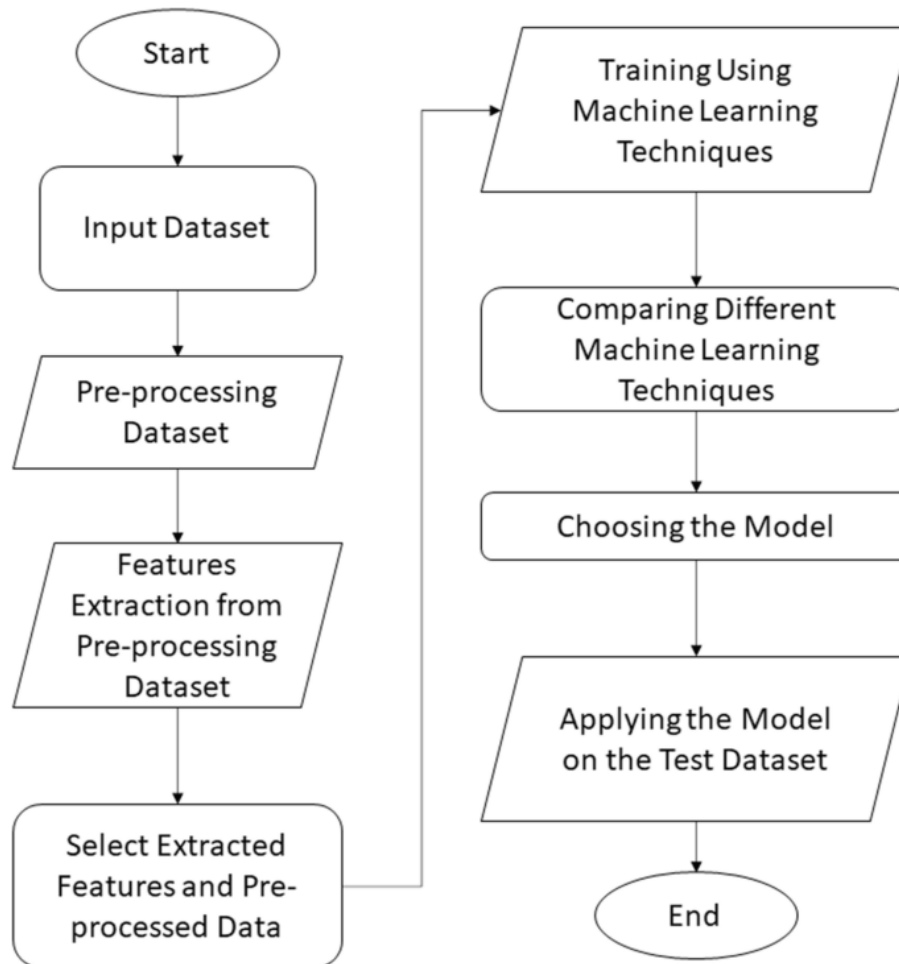 Start
Input Dataset
Pre-processing
Dataset
Features
Extraction from
Pre-processing
Dataset
Select Extracted
Features and Pre-
processed Data
Training Using
Machine Learning
Techniques
Comparing Different
Machine Learning
Techniques
Choosing the Model
Applying the Model
on the Test Dataset
End